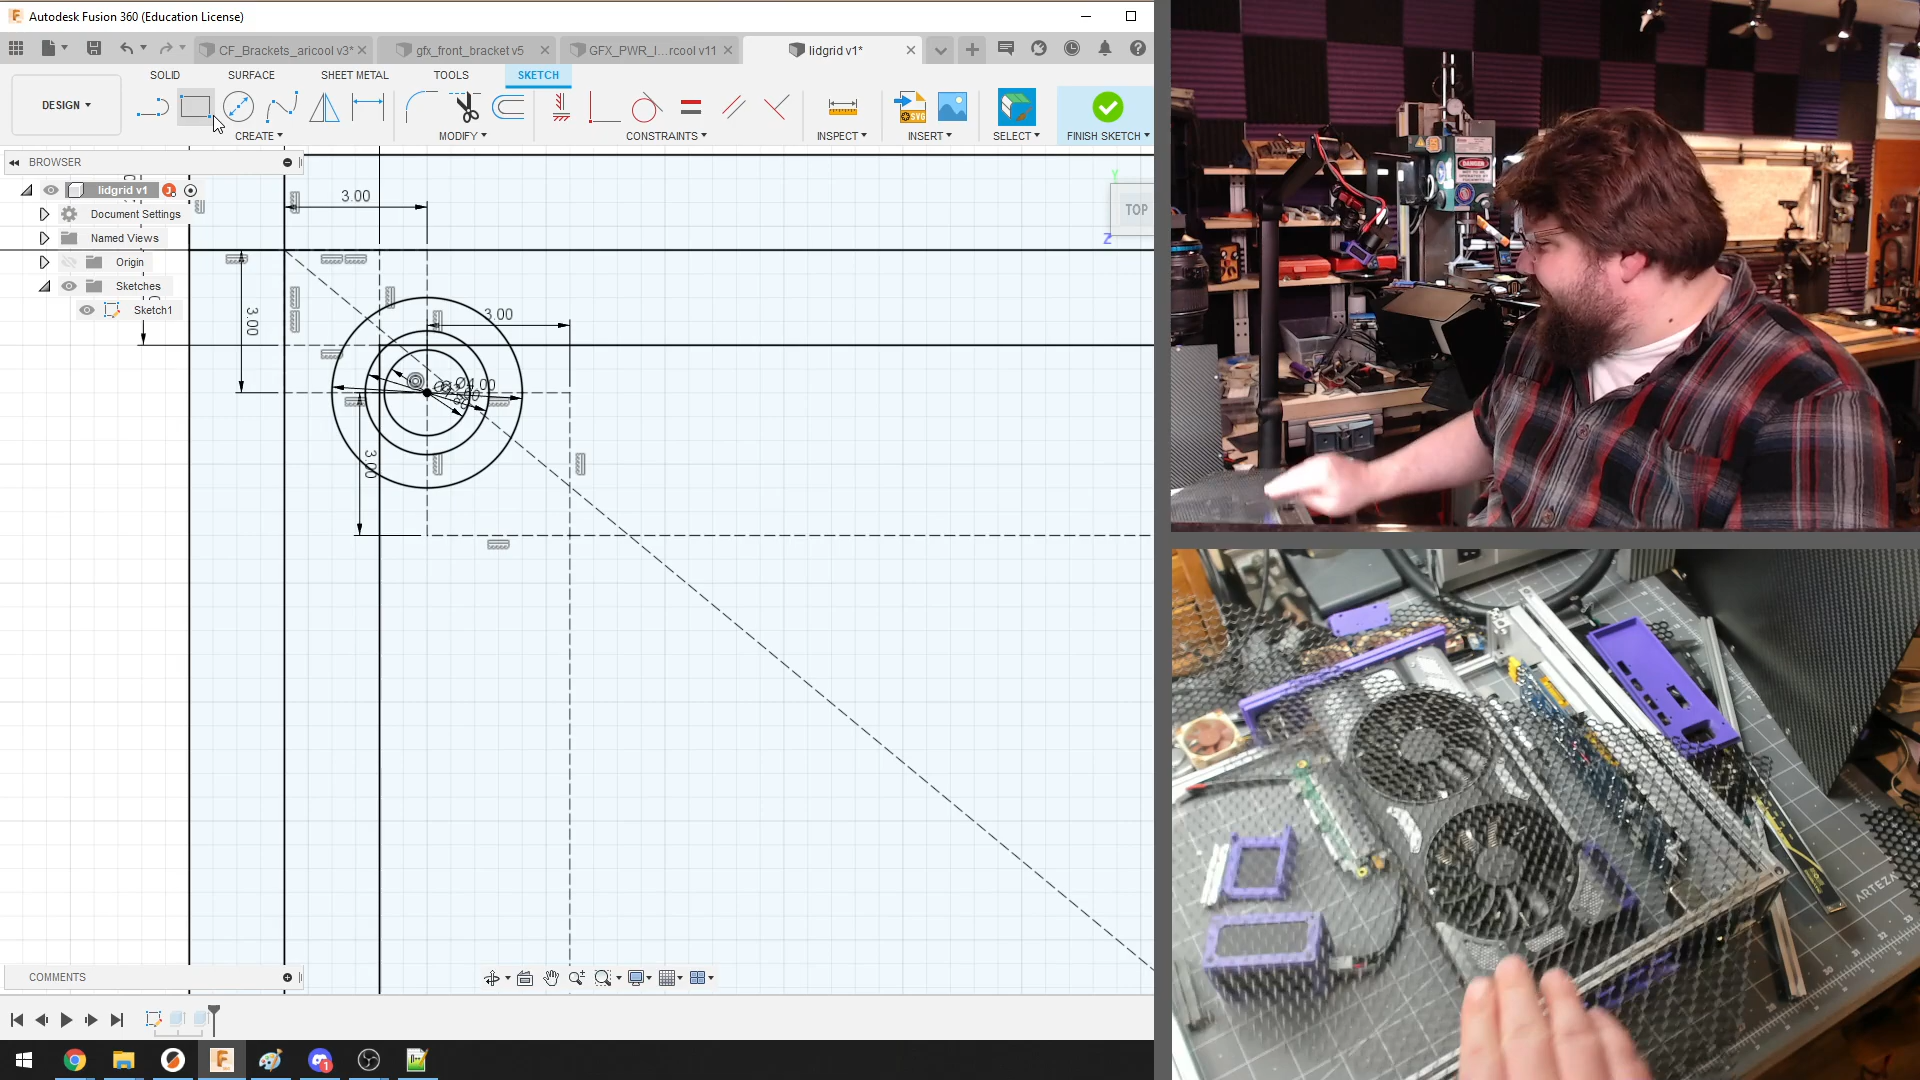 Autodesk Fusion 360 (Education License)
CF_Brackets_aricool v3*
gfx_front_bracket v5
GFX_PWR_I...rcool v11
lidgrid v1*
SOLID
SURFACE
SHEET METAL
TOOLS
SKETCH
DESIGN
CREATE
MODIFY
CONSTRAINTS
INSPECT
INSERT
SELECT
FINISH SKETCH
BROWSER
lidgrid v1
Document Settings
Named Views
Origin
Sketches
Sketch1
3.00
3.00
3.00
3.00
TOP
Y
Z
COMMENTS
DANGER
ARTEZA